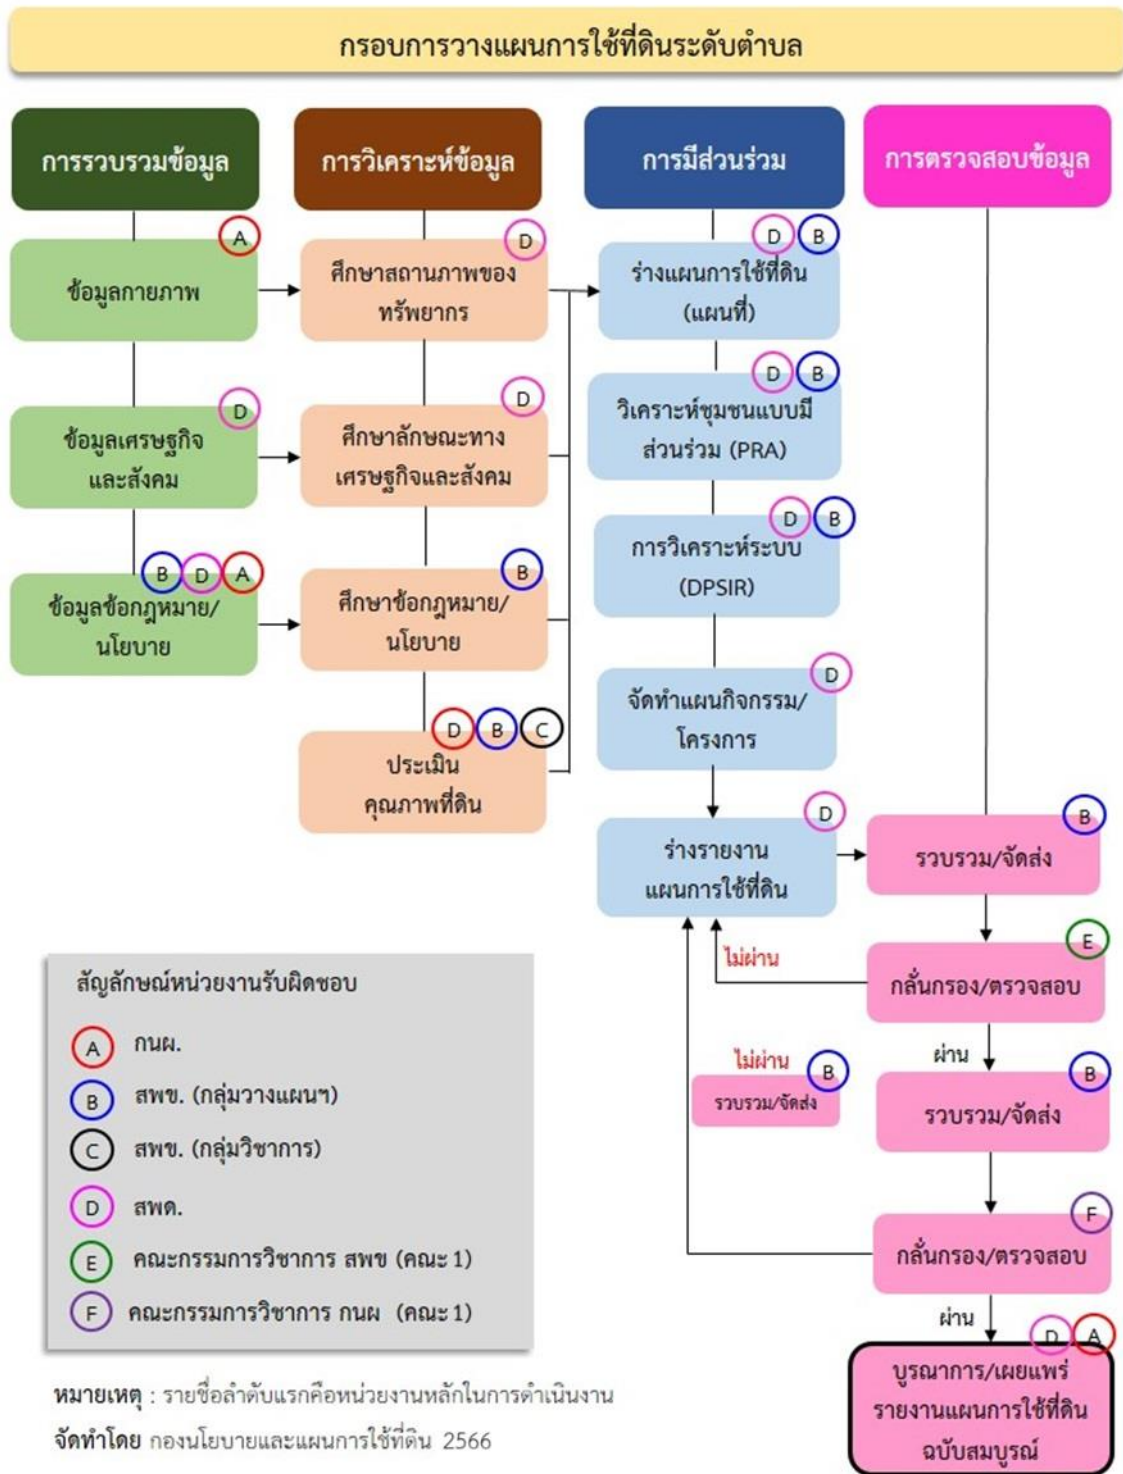 กรอบการวางแผนการใช้ที่ดินระดับตำบล
การรวบรวมข้อมูล
การวิเคราะห์ข้อมูล
การมีส่วนร่วม
การตรวจสอบข้อมูล
A
ข้อมูลกายภาพ
D
ศึกษาสถานภาพของ
ทรัพยากร
D B
ร่างแผนการใช้ที่ดิน
(แผนที่)
D
ข้อมูลเศรษฐกิจ
และสังคม
D
ศึกษาลักษณะทาง
เศรษฐกิจและสังคม
D B
วิเคราะห์ชุมชนแบบมี
ส่วนร่วม (PRA)
B D A
ข้อมูลข้อกฎหมาย/
นโยบาย
B
ศึกษาข้อกฎหมาย/
นโยบาย
D B
การวิเคราะห์ระบบ
(DPSIR)
D B C
ประเมิน
คุณภาพที่ดิน
D
จัดทำแผนกิจกรรม/
โครงการ
D
ร่างรายงาน
แผนการใช้ที่ดิน
B
รวบรวม/จัดส่ง
E
กลั่นกรอง/ตรวจสอบ
ไม่ผ่าน
ผ่าน
ไม่ผ่าน
B
รวบรวม/จัดส่ง
B
รวบรวม/จัดส่ง
F
กลั่นกรอง/ตรวจสอบ
ผ่าน
D A
บูรณาการ/เผยแพร่
รายงานแผนการใช้ที่ดิน
ฉบับสมบูรณ์
สัญลักษณ์หน่วยงานรับผิดชอบ
A กนผ.
B สพข. (กลุ่มวางแผนฯ)
C สพข. (กลุ่มวิชาการ)
D สพด.
E คณะกรรมการวิชาการ สพข (คณะ 1)
F คณะกรรมการวิชาการ กนผ (คณะ 1)
หมายเหตุ : รายชื่อลำดับแรกคือหน่วยงานหลักในการดำเนินงาน
จัดทำโดย กองนโยบายและแผนการใช้ที่ดิน 2566